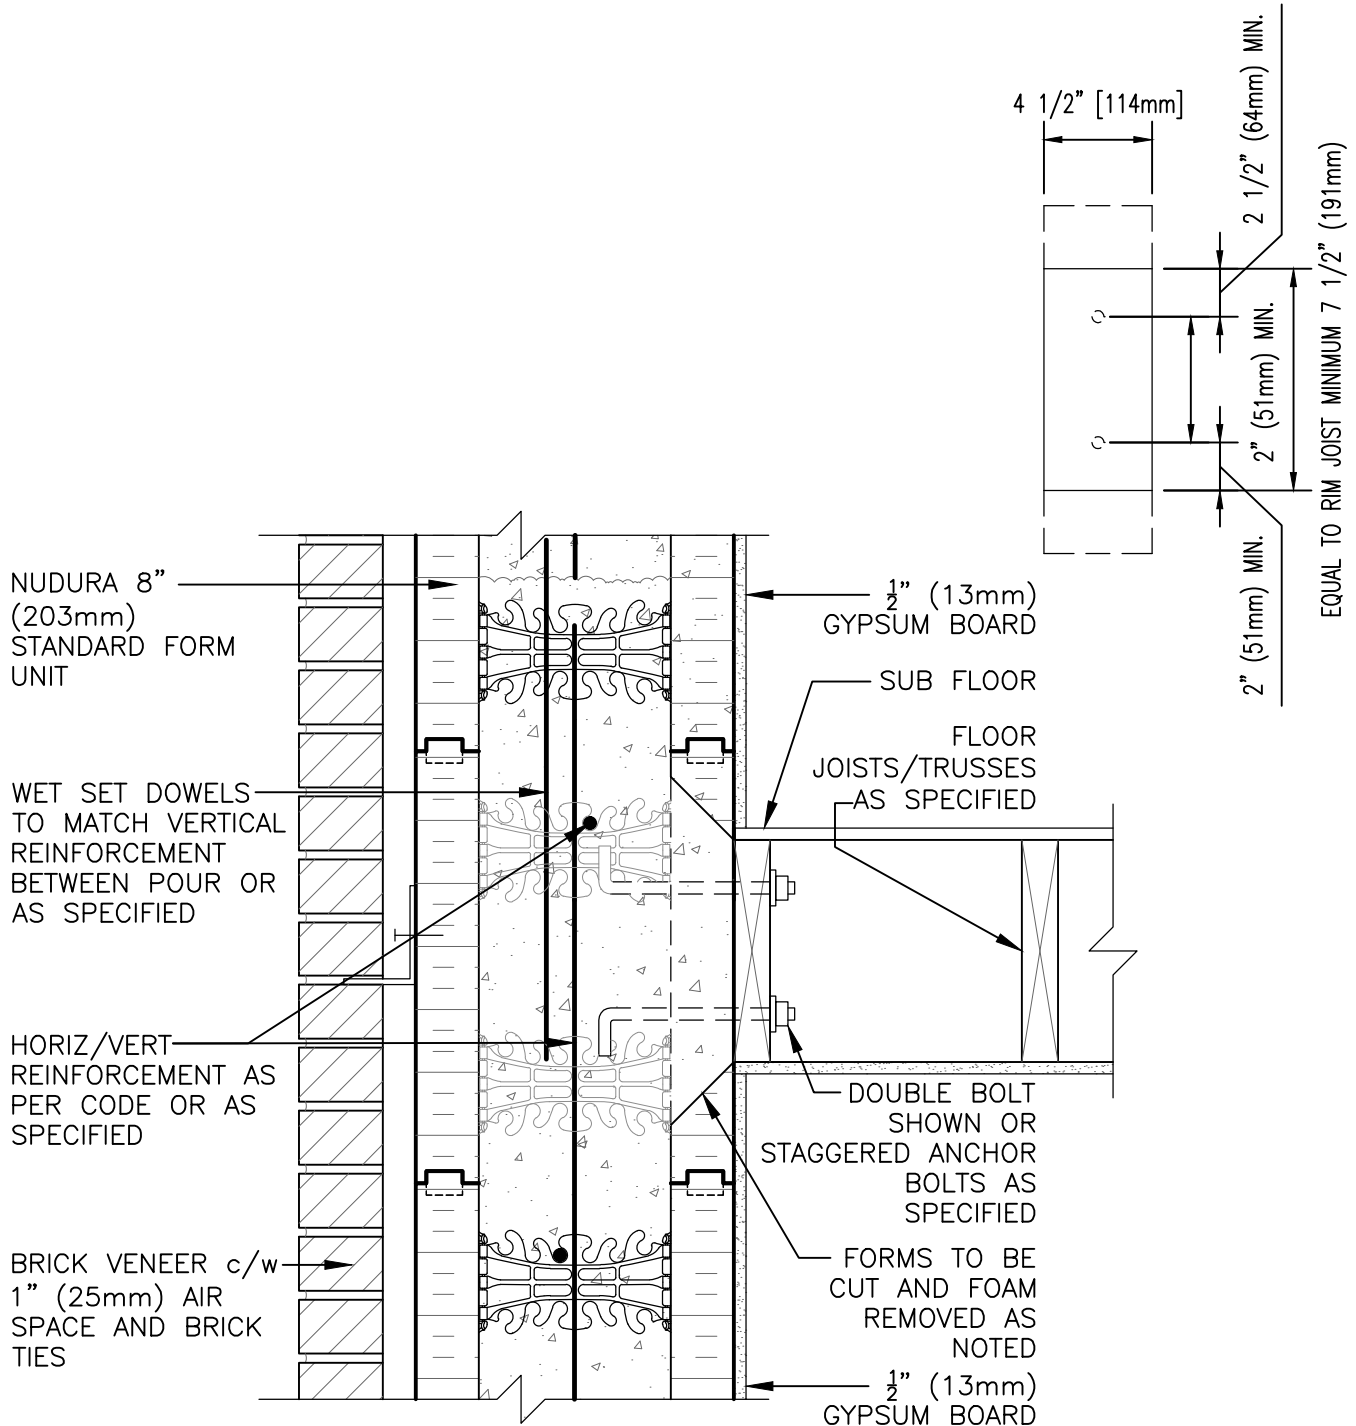 4 1/2" [114mm]
2 1/2" (64mm) MIN.
2" (51mm) MIN.
2" (51mm) MIN.
EQUAL TO RIM JOIST MINIMUM 7 1/2" (191mm)
NUDURA 8"
(203mm)
STANDARD FORM
UNIT
WET SET DOWELS
TO MATCH VERTICAL
REINFORCEMENT
BETWEEN POUR OR
AS SPECIFIED
HORIZ/VERT
REINFORCEMENT AS
PER CODE OR AS
SPECIFIED
BRICK VENEER c/w
1" (25mm) AIR
SPACE AND BRICK
TIES
1/2" (13mm)
GYPSUM BOARD
SUB FLOOR
FLOOR
JOISTS/TRUSSES
AS SPECIFIED
DOUBLE BOLT
SHOWN OR
STAGGERED ANCHOR
BOLTS AS
SPECIFIED
FORMS TO BE
CUT AND FOAM
REMOVED AS
NOTED
1/2" (13mm)
GYPSUM BOARD